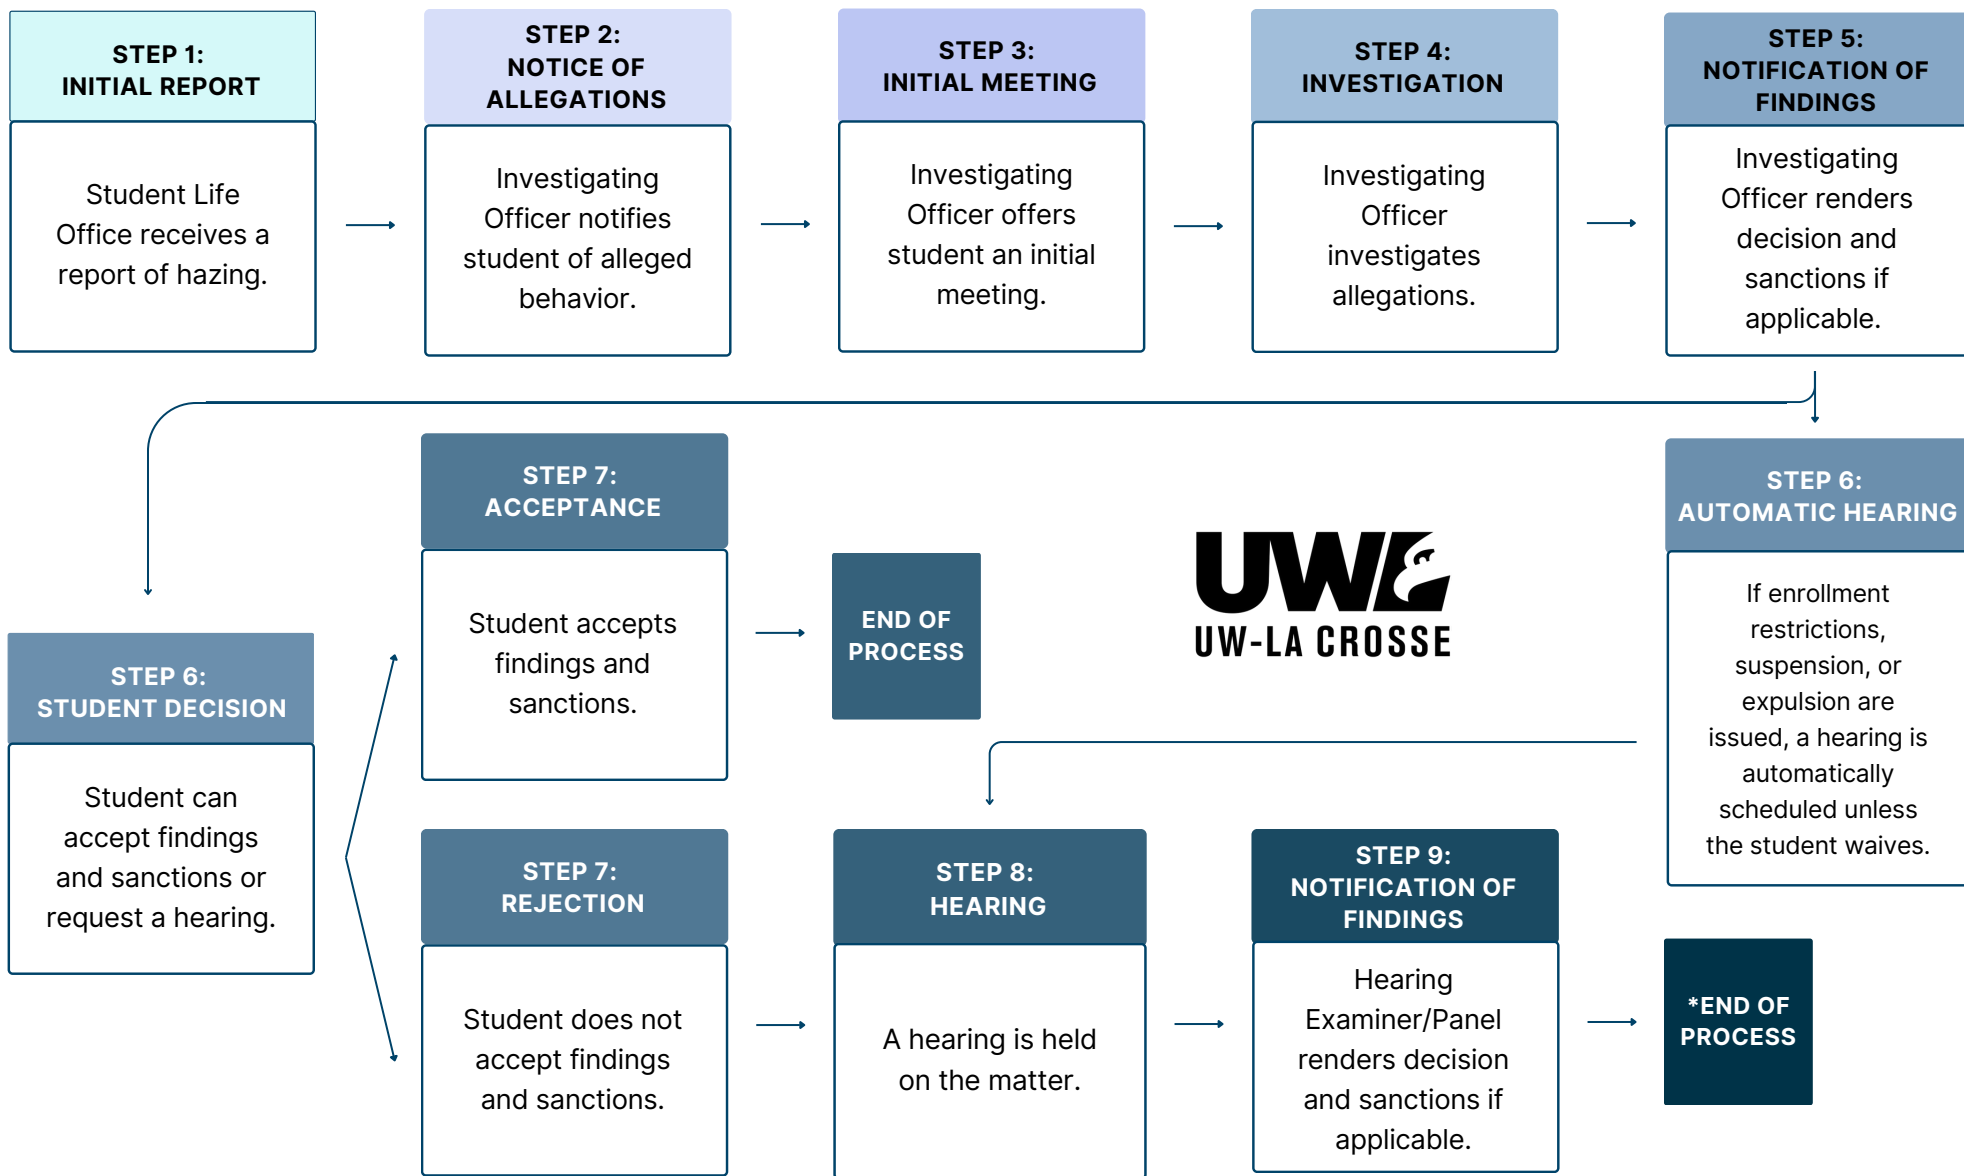 STEP 1:
INITIAL REPORT
Student Life
Office receives a
report of hazing.
STEP 2:
NOTICE OF
ALLEGATIONS
Investigating
Officer notifies
student of alleged
behavior.
STEP 3:
INITIAL MEETING
Investigating
Officer offers
student an initial
meeting.
STEP 4:
INVESTIGATION
Investigating
Officer
investigates
allegations.
STEP 5:
NOTIFICATION OF
FINDINGS
Investigating
Officer renders
decision and
sanctions if
applicable.
STEP 6:
STUDENT DECISION
Student can
accept findings
and sanctions or
request a hearing.
STEP 7:
ACCEPTANCE
Student accepts
findings and
sanctions.
END OF
PROCESS
UWL
UW-LA CROSSE
STEP 6:
AUTOMATIC HEARING
If enrollment
restrictions,
suspension, or
expulsion are
issued, a hearing is
automatically
scheduled unless
the student waives.
STEP 7:
REJECTION
Student does not
accept findings
and sanctions.
STEP 8:
HEARING
A hearing is held
on the matter.
STEP 9:
NOTIFICATION OF
FINDINGS
Hearing
Examiner/Panel
renders decision
and sanctions if
applicable.
*END OF
PROCESS